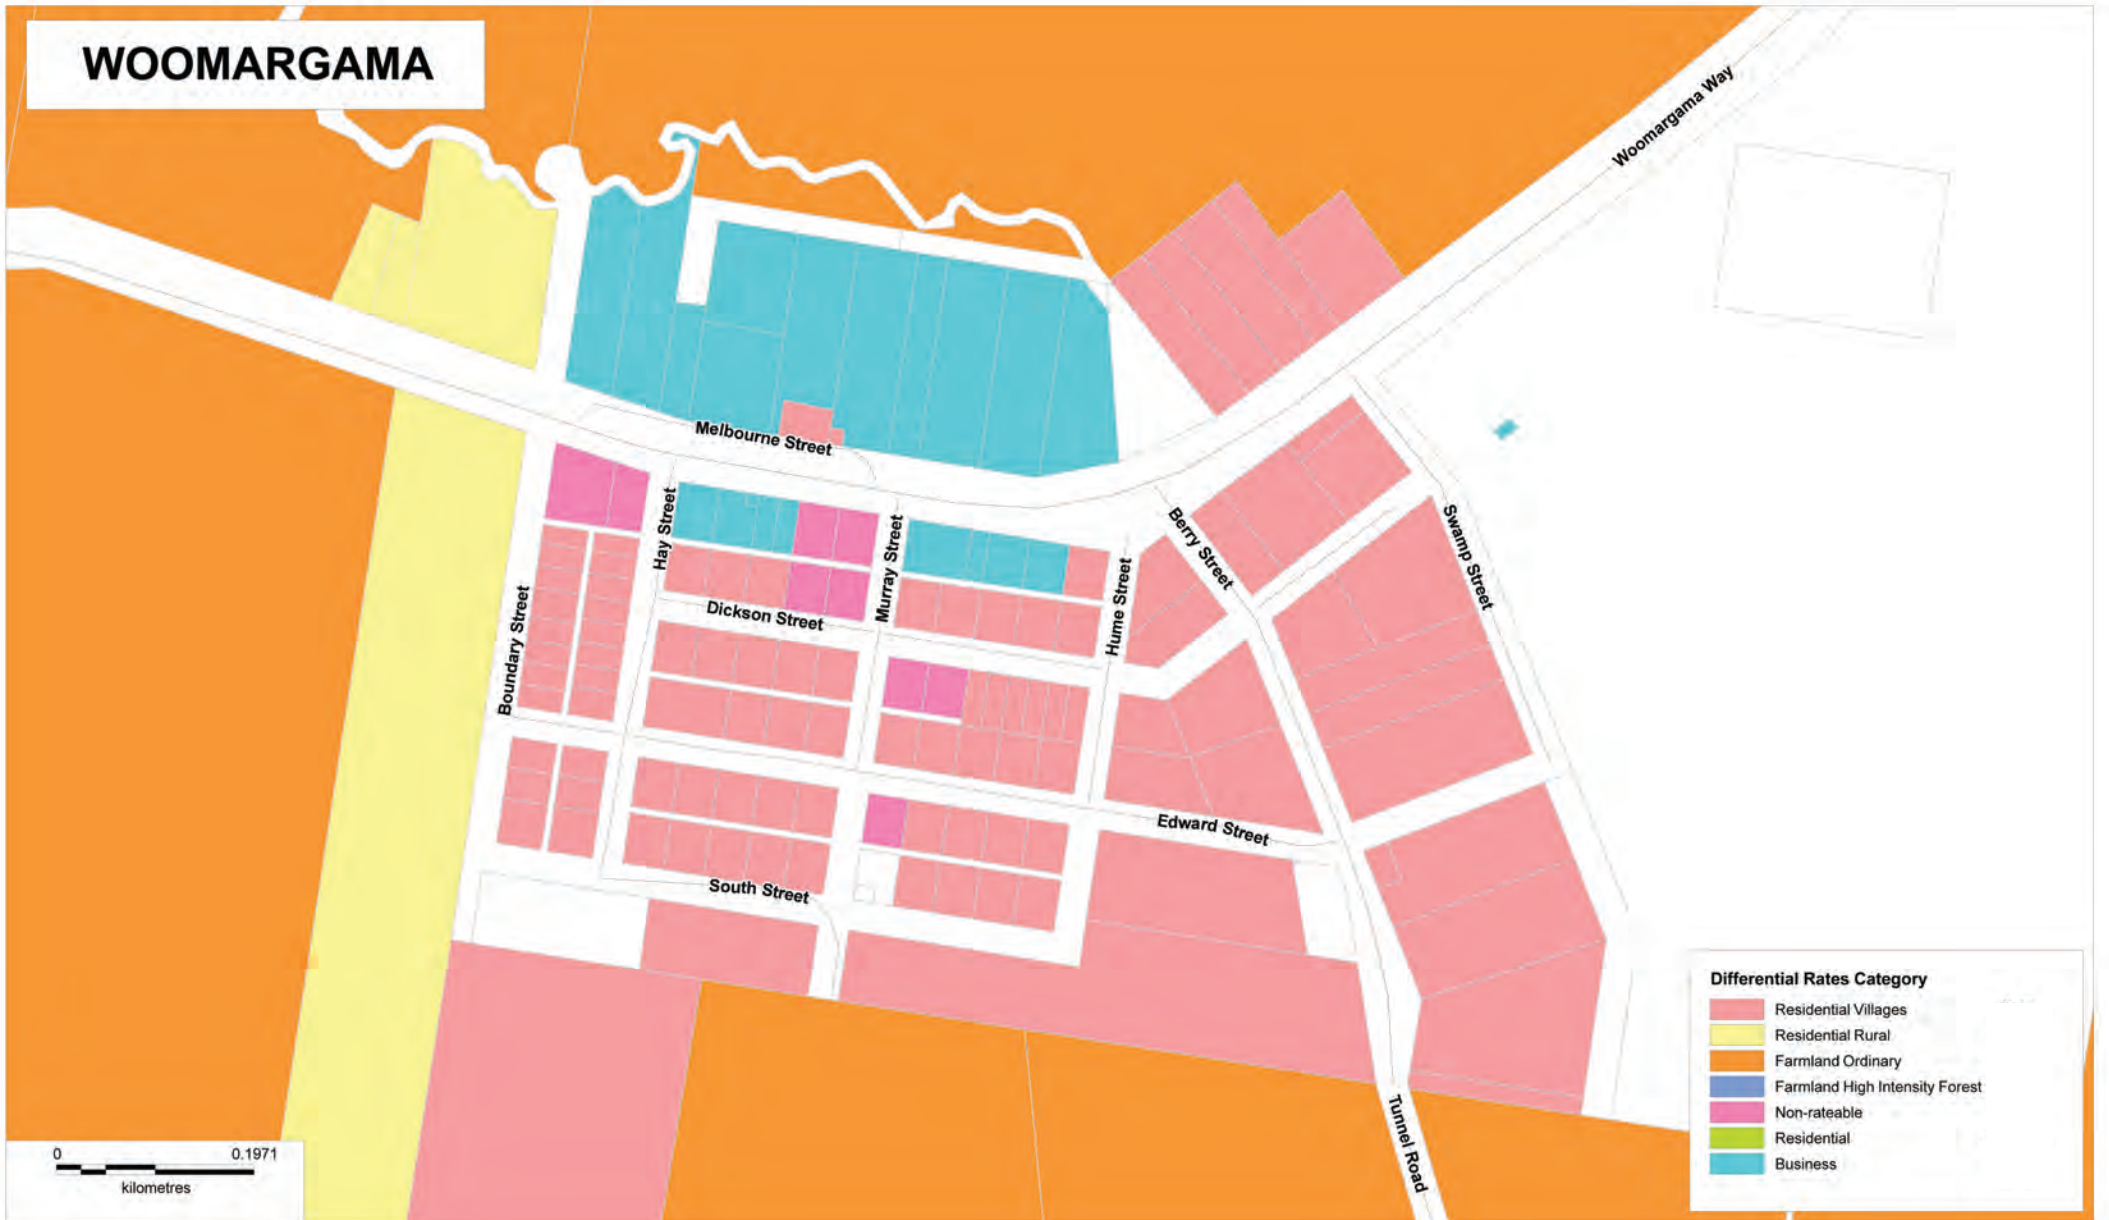 WOOMARGAMA
Woomargama Way
Melbourne Street
Hay Street
Murray Street
Berry Street
Swamp Street
Hume Street
Boundary Street
Dickson Street
Edward Street
South Street
Tunnel Road
Differential Rates Category
Residential Villages
Residential Rural
Farmland Ordinary
Farmland High Intensity Forest
Non-rateable
Residential
Business
0 0.1971
kilometres